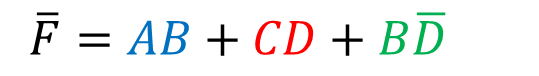 F̅ = AB + CD + BD̅